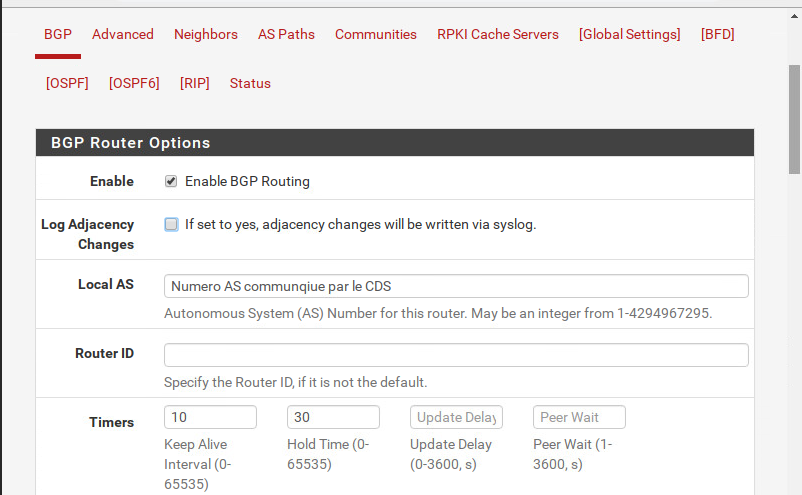 BGP Advanced Neighbors AS Paths Communities RPKI Cache Servers [Global Settings] [BFD]
[OSPF] [OSPF6] [RIP] Status
BGP Router Options
Enable Enable BGP Routing
Log Adjacency If set to yes, adjacency changes will be written via syslog.
Changes
Local AS Numero AS communqiue par le CDS
Autonomous System (AS) Number for this router. May be an integer from 1-4294967295.
Router ID
Specify the Router ID, if it is not the default.
Timers 10 30 Update Delay Peer Wait
Keep Alive Hold Time (0- Update Delay Peer Wait (1-
Interval (0- 65535) (0-3600, s) 3600, s)
65535)